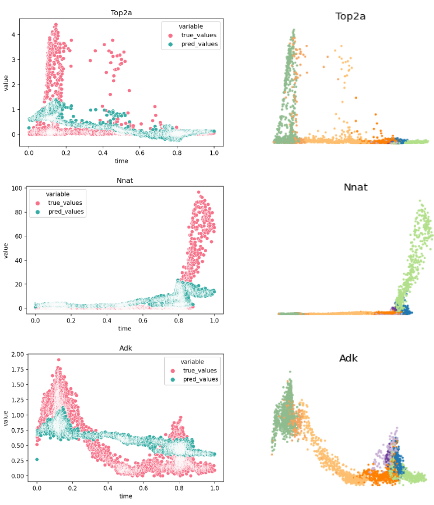 Top2a
Top2a
variable
true_values
pred_values
value
4
3
2
1
0
0.0 0.2 0.4 0.6 0.8 1.0
time
Nnat
Nnat
variable
true_values
pred_values
value
100
80
60
40
20
0
0.0 0.2 0.4 0.6 0.8 1.0
time
Adk
Adk
variable
true_values
pred_values
value
2.00
1.75
1.50
1.25
1.00
0.75
0.50
0.25
0.00
0.0 0.2 0.4 0.6 0.8 1.0
time